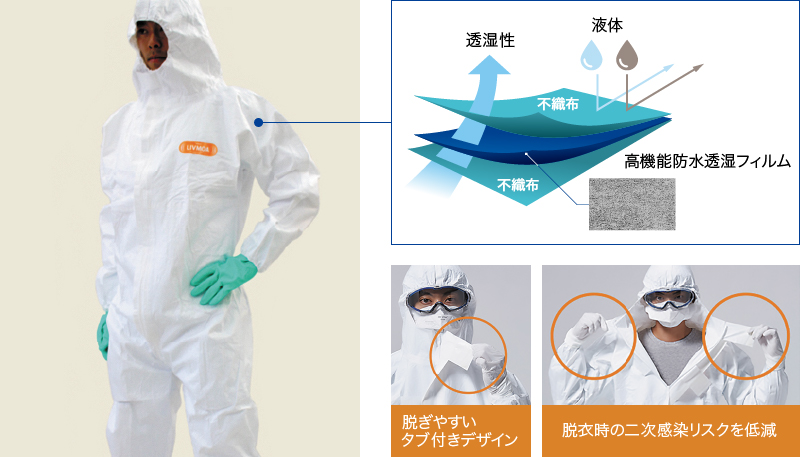 LIVMOA
透湿性
液体
不織布
高機能防水透湿フィルム
不織布
脱ぎやすい
タブ付きデザイン
脱衣時の二次感染リスクを低減